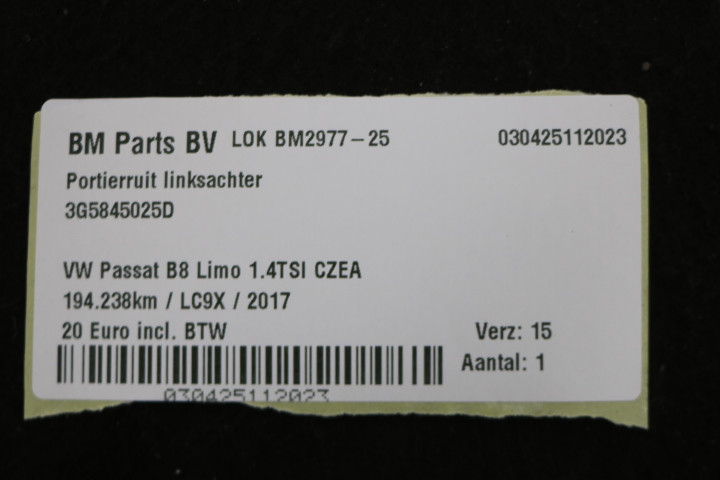 BM Parts BV LOK BM2977-25 030425112023
Portierruit linksachter
3G5845025D
VW Passat B8 Limo 1.4TSI CZEA
194.238km / LC9X / 2017
20 Euro incl. BTW Verz: 15
Aantal: 1
030425112023